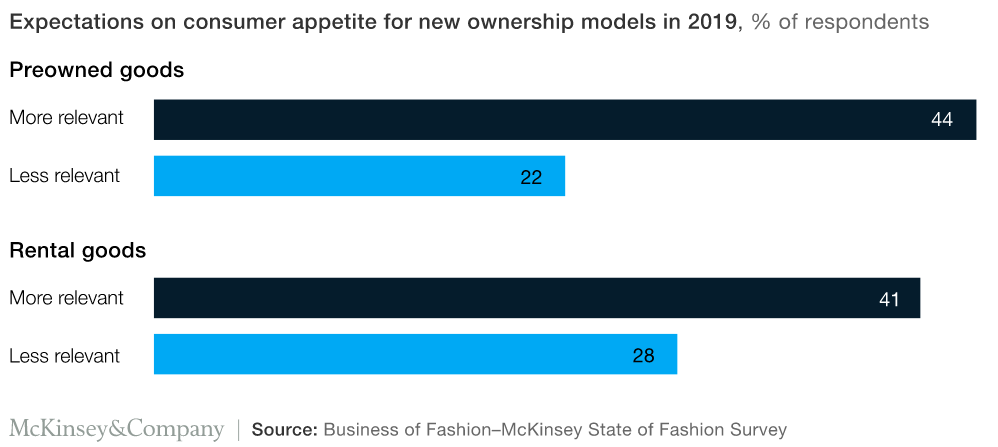 Expectations on consumer appetite for new ownership models in 2019, % of respondents
Preowned goods
More relevant 44
Less relevant 22
Rental goods
More relevant 41
Less relevant 28
McKinsey&Company | Source: Business of Fashion–McKinsey State of Fashion Survey